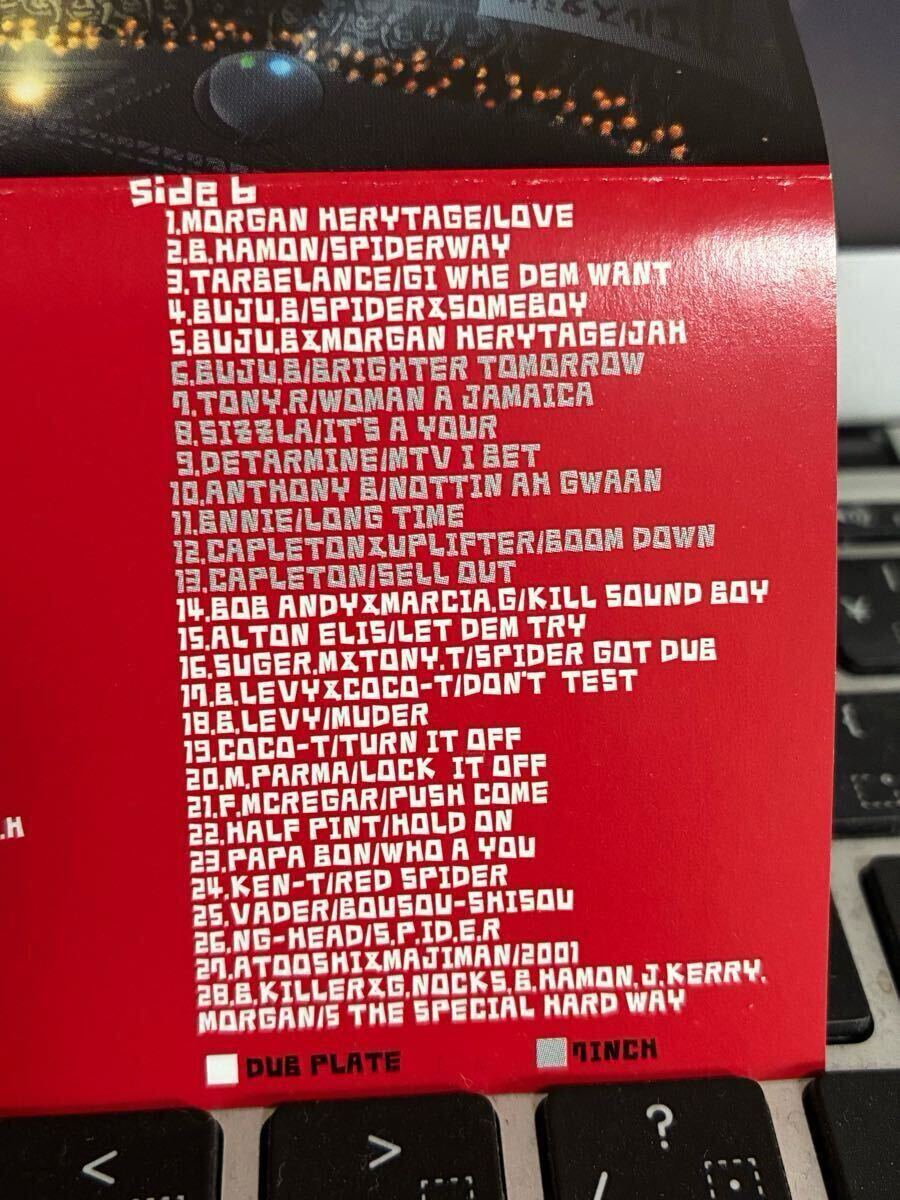 Side b
1.MORGAN HERYTAGE/LOVE
2.B.HAMON/SPIDERWAY
3.TARBELANCE/GI WHE DEM WANT
4.BUJU.B/SPIDER&SOMEBOY
5.BUJU.B&MORGAN HERYTAGE/JAH
6.BUJU.B/BRIGHTER TOMORROW
7.TONY.R/WOMAN A JAMAICA
8.SIZZLA/IT'S A YOUR
9.DETARMINE/MTV I BET
10.ANTHONY B/NOTTIN AH GWAAN
11.BNNIE/LONG TIME
12.CAPLETON&UPLIFTER/BOOM DOWN
13.CAPLETON/SELL OUT
14.BOB ANDY&MARCIA.G/KILL SOUND BOY
15.ALTON ELIS/LET DEM TRY
16.SUGER.M&TONY.T/SPIDER GOT DUB
17.B.LEVY&COCO-T/DON'T TEST
18.B.LEVY/MUDER
19.COCO-T/TURN IT OFF
20.M.PARMA/LOCK IT OFF
21.F.MCREGAR/PUSH COME
22.HALF PINT/HOLD ON
23.PAPA BON/WHO A YOU
24.KEN-T/RED SPIDER
25.VADER/BOUSOU-SHISOU
26.NG-HEAD/S.P.ID.E.R
27.ATOOSHI&MAJIMAN/2001
28.B.KILLER&G.NOCKS.B.HAMON.J.KERRY.
MORGAN/S THE SPECIAL HARD WAY
DUB PLATE
7INCH
.H
< > ?
/